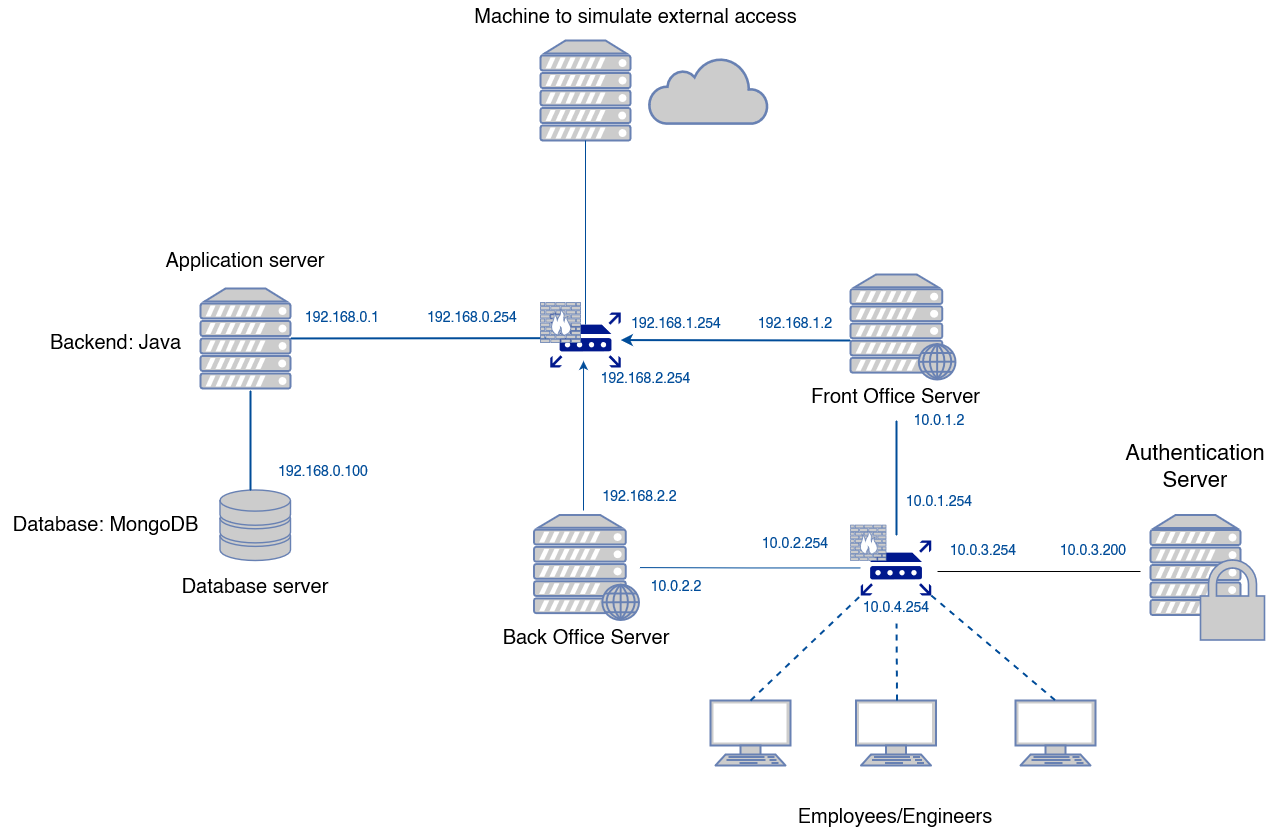 Machine to simulate external access
Application server
192.168.0.1
192.168.0.254
192.168.1.254
192.168.1.2
Backend: Java
192.168.2.254
Front Office Server
10.0.1.2
Authentication
Server
192.168.0.100
192.168.2.2
10.0.1.254
Database: MongoDB
10.0.2.254
10.0.3.254
10.0.3.200
Database server
10.0.2.2
10.0.4.254
Back Office Server
Employees/Engineers